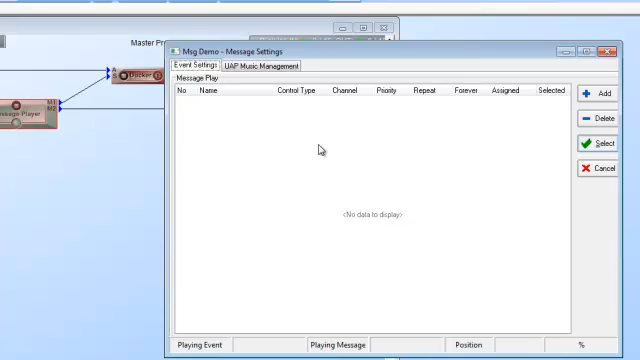 Master Pr
Msg Demo - Message Settings
Event Settings
UAP Music Management
Message Play
No Name Control Type Channel Priority Repeat Forever Assigned Selected
<No data to display>
Add
Delete
Select
Cancel
A
S
Ducker
M1
M2
ssage Player
Playing Event
Playing Message
Position
%